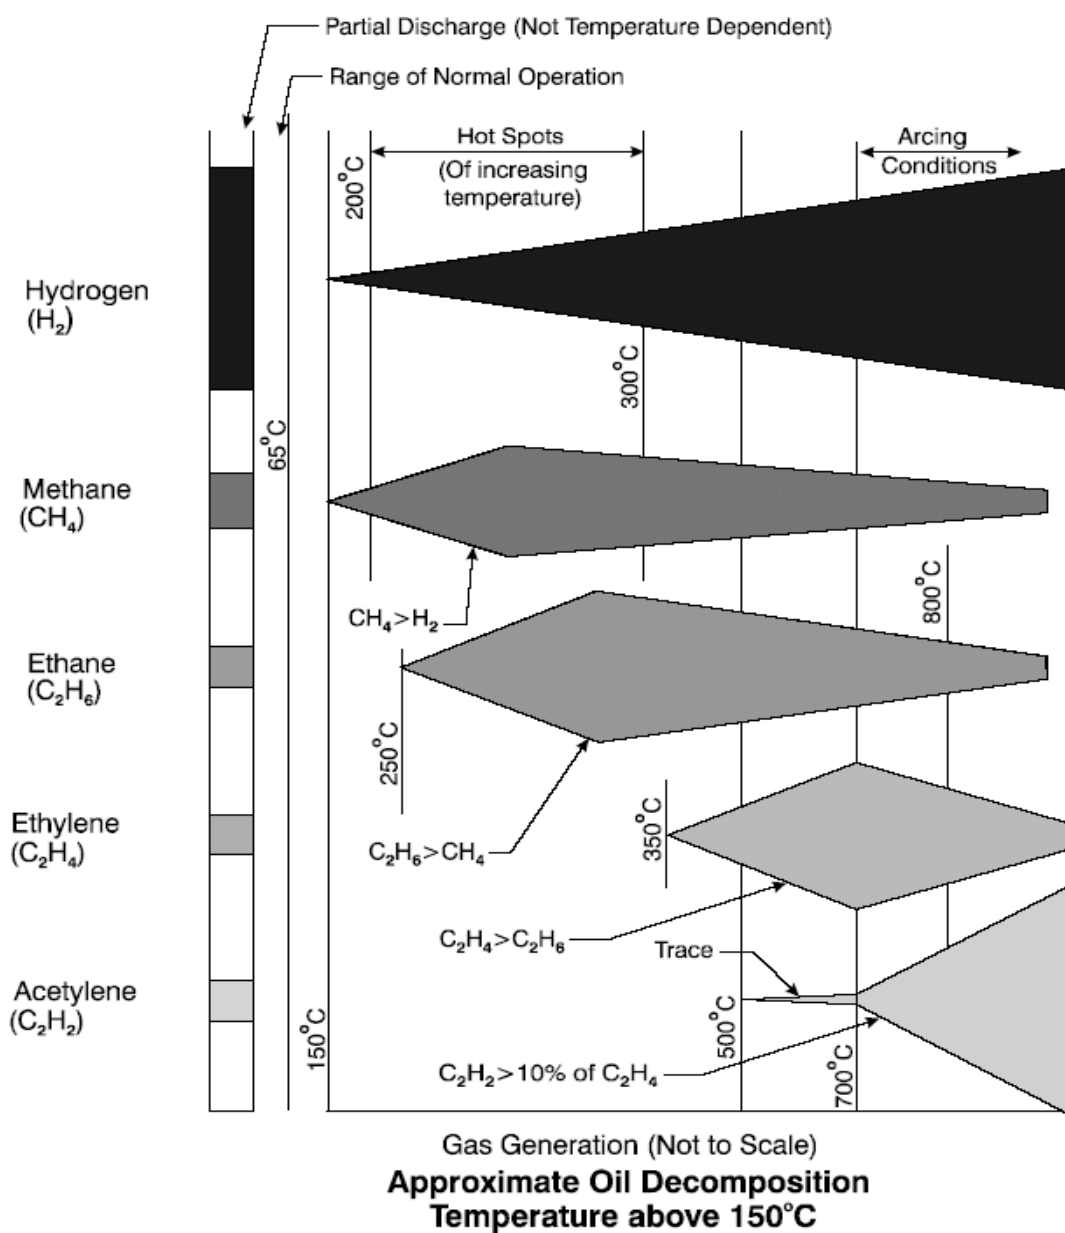 Partial Discharge (Not Temperature Dependent)
Range of Normal Operation
Hot Spots
(Of increasing
temperature)
Arcing
Conditions
200°C
Hydrogen
(H₂)
300°C
65°C
Methane
(CH₄)
800°C
CH₄>H₂
Ethane
(C₂H₆)
250°C
350°C
Ethylene
(C₂H₄)
C₂H₆>CH₄
C₂H₄>C₂H₆
Trace
Acetylene
(C₂H₂)
150°C
500°C
700°C
C₂H₂>10% of C₂H₄
Gas Generation (Not to Scale)
Approximate Oil Decomposition
Temperature above 150°C